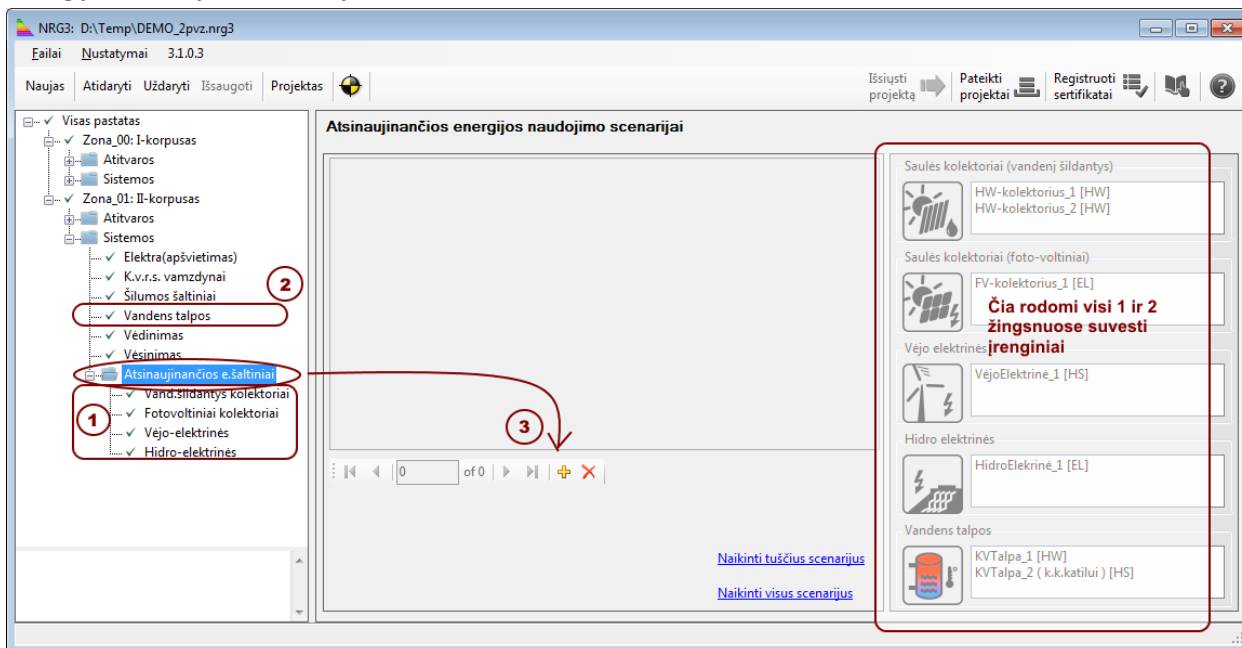 NRG3: D:\Temp\DEMO_2pvz.nrg3
Failai Nustatymai 3.1.0.3
Naujas Atidaryti Uždaryti Išsaugoti Projektas
Išsiųsti projektą
Pateikti projektai
Registruoti sertifikatai
Visas pastatas
Zona_00: I-korpusas
Atitvaros
Sistemos
Zona_01: II-korpusas
Atitvaros
Sistemos
Elektra(apšvietimas)
K.v.r.s. vamzdynai
2
Šilumos šaltiniai
Vandens talpos
Vėdinimas
Vėsinimas
Atsinaujinančios e.šaltiniai
Vand.šildantys kolektoriai
1
Fotovoltiniai kolektoriai
Vėjo-elektrinės
Hidro-elektrinės
Atsinaujinančios energijos naudojimo scenarijai
3
0 of 0
Naikinti tuščius scenarijus
Naikinti visus scenarijus
Saulės kolektoriai (vandenį šildantys)
HW-kolektorius_1 [HW]
HW-kolektorius_2 [HW]
Saulės kolektoriai (foto-voltiniai)
FV-kolektorius_1 [EL]
Čia rodomi visi 1 ir 2
žingsnuose suvesti
įrenginiai
Vėjo elektrinės
VėjoElektrinė_1 [HS]
Hidro elektrinės
HidroElekrinė_1 [EL]
Vandens talpos
KVTalpa_1 [HW]
KVTalpa_2 ( k.k.katilui ) [HS]